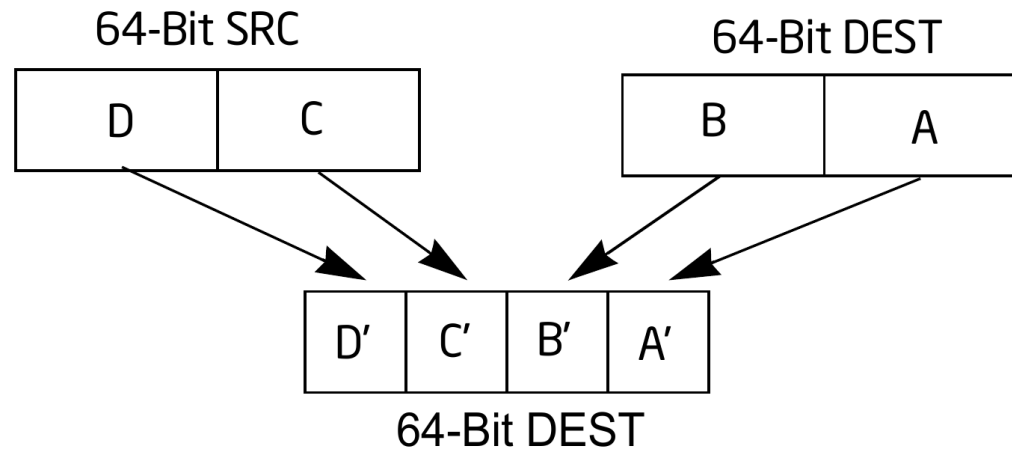 64-Bit SRC
64-Bit DEST
D C
B A
D′ C′ B′ A′
64-Bit DEST